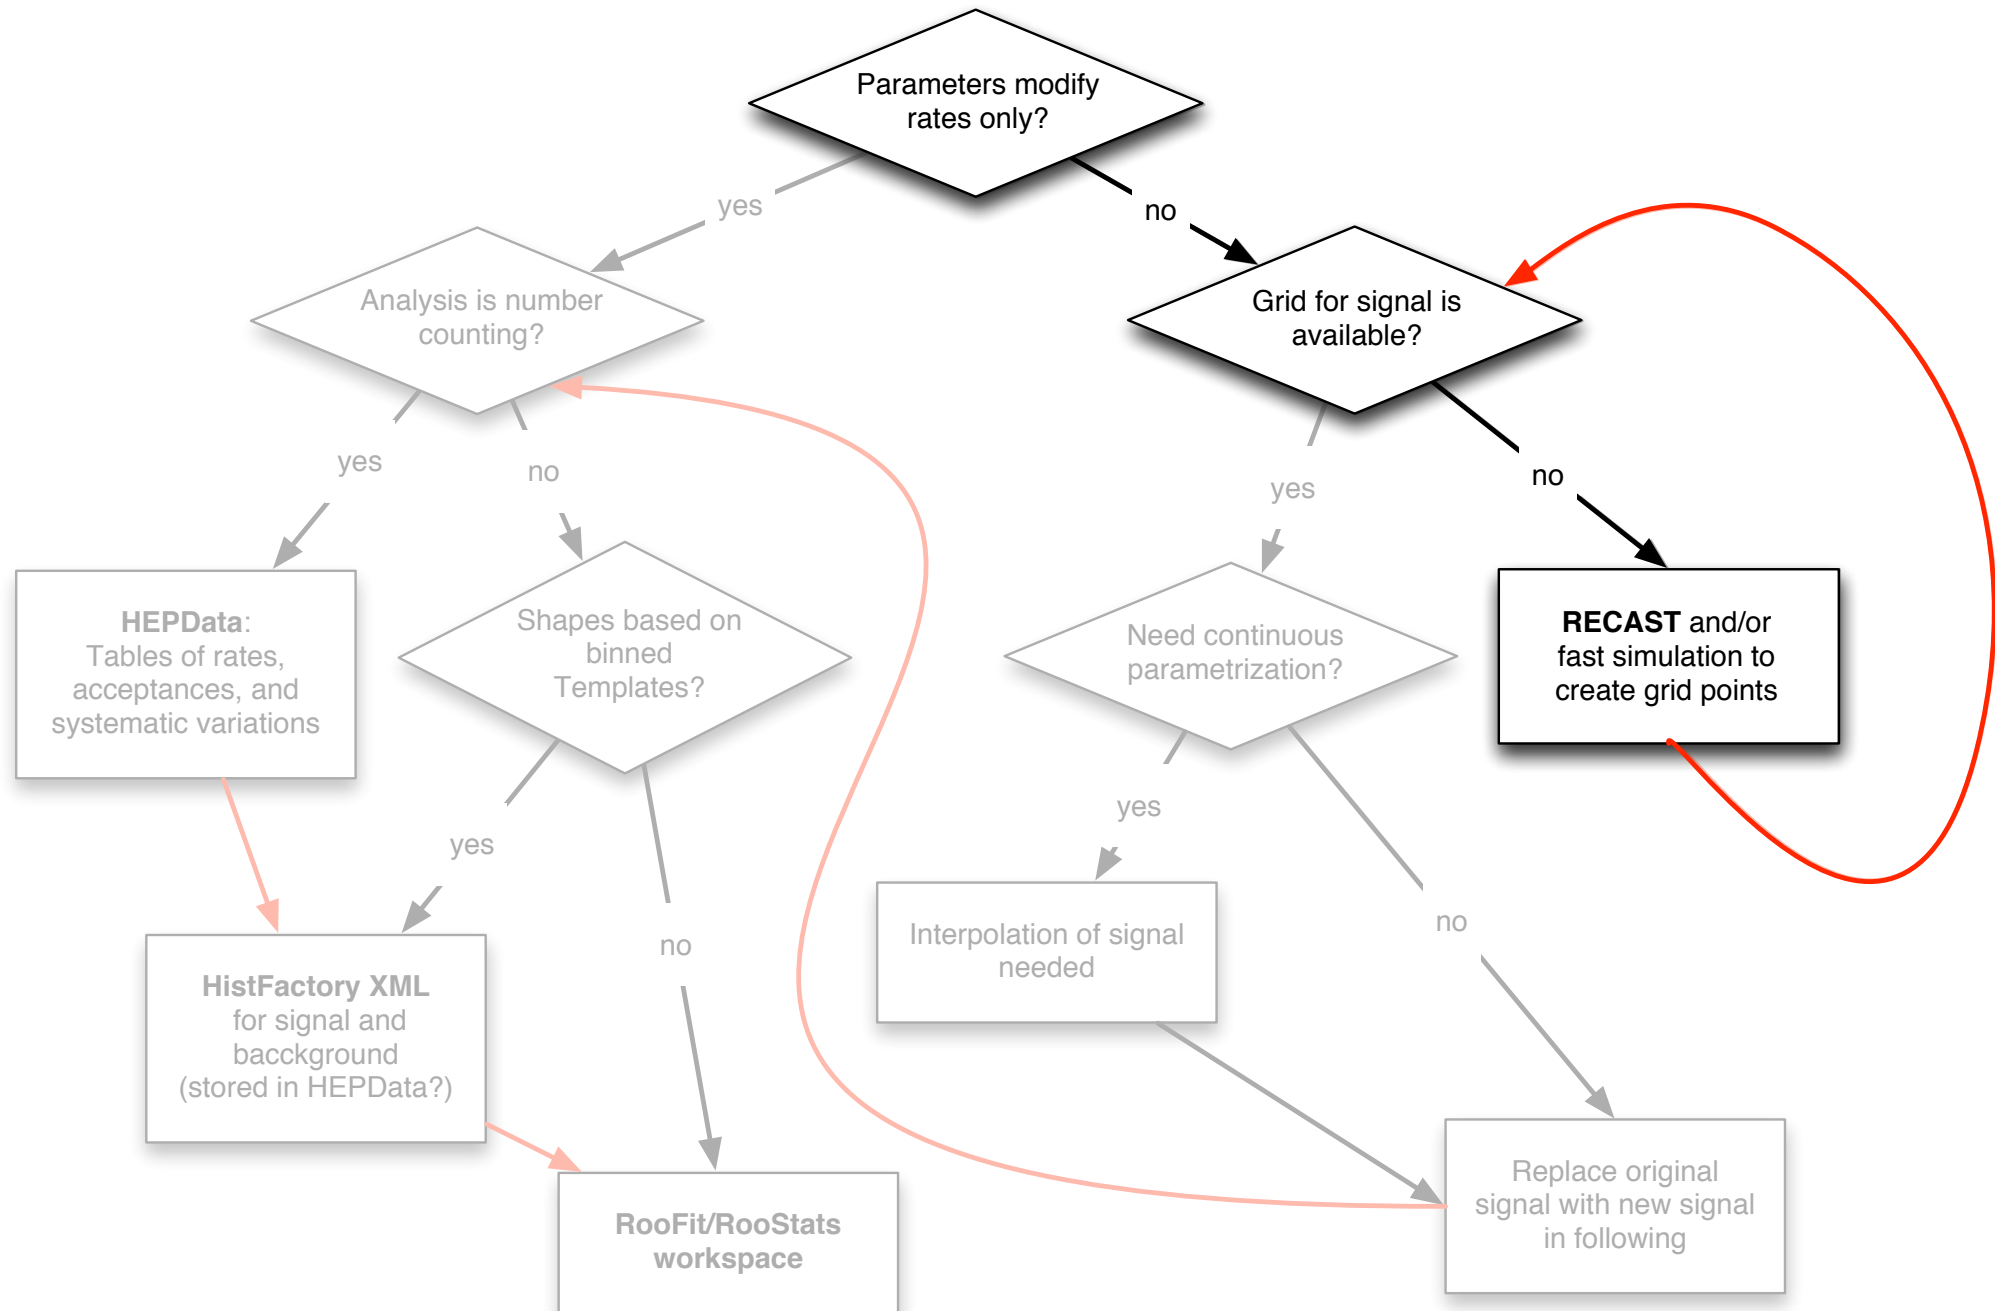 Parameters modify
rates only?
yes
no
Analysis is number
counting?
Grid for signal is
available?
yes
no
yes
no
HEPData:
Tables of rates,
acceptances, and
systematic variations
Shapes based on
binned
Templates?
Need continuous
parametrization?
RECAST and/or
fast simulation to
create grid points
yes
no
yes
no
HistFactory XML
for signal and
bacckground
(stored in HEPData?)
Interpolation of signal
needed
RooFit/RooStats
workspace
Replace original
signal with new signal
in following